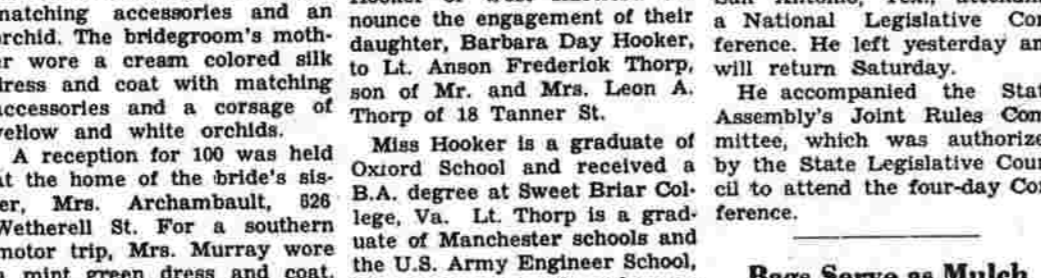 matching accessories and an
orchid. The bridegroom's moth-
er wore a cream colored silk
dress and coat with matching
accessories and a corsage of
yellow and white orchids.
A reception for 100 was held
at the home of the bride's sis-
ter, Mrs. Archambault, 626
Wetherell St. For a southern
motor trip, Mrs. Murray wore
a mint green dress and coat,
nounce the engagement of their
daughter, Barbara Day Hooker,
to Lt. Anson Frederick Thorp,
son of Mr. and Mrs. Leon A.
Thorp of 18 Tanner St.
Miss Hooker is a graduate of
Oxford School and received a
B.A. degree at Sweet Briar Col-
lege, Va. Lt. Thorp is a grad-
uate of Manchester schools and
the U.S. Army Engineer School,
a National Legislative Con
ference. He left yesterday an
will return Saturday.
He accompanied the Stat
Assembly's Joint Rules Com
mittee, which was authorize
by the State Legislative Coun
cil to attend the four-day Con
ference.
Rags Serve as Mulch